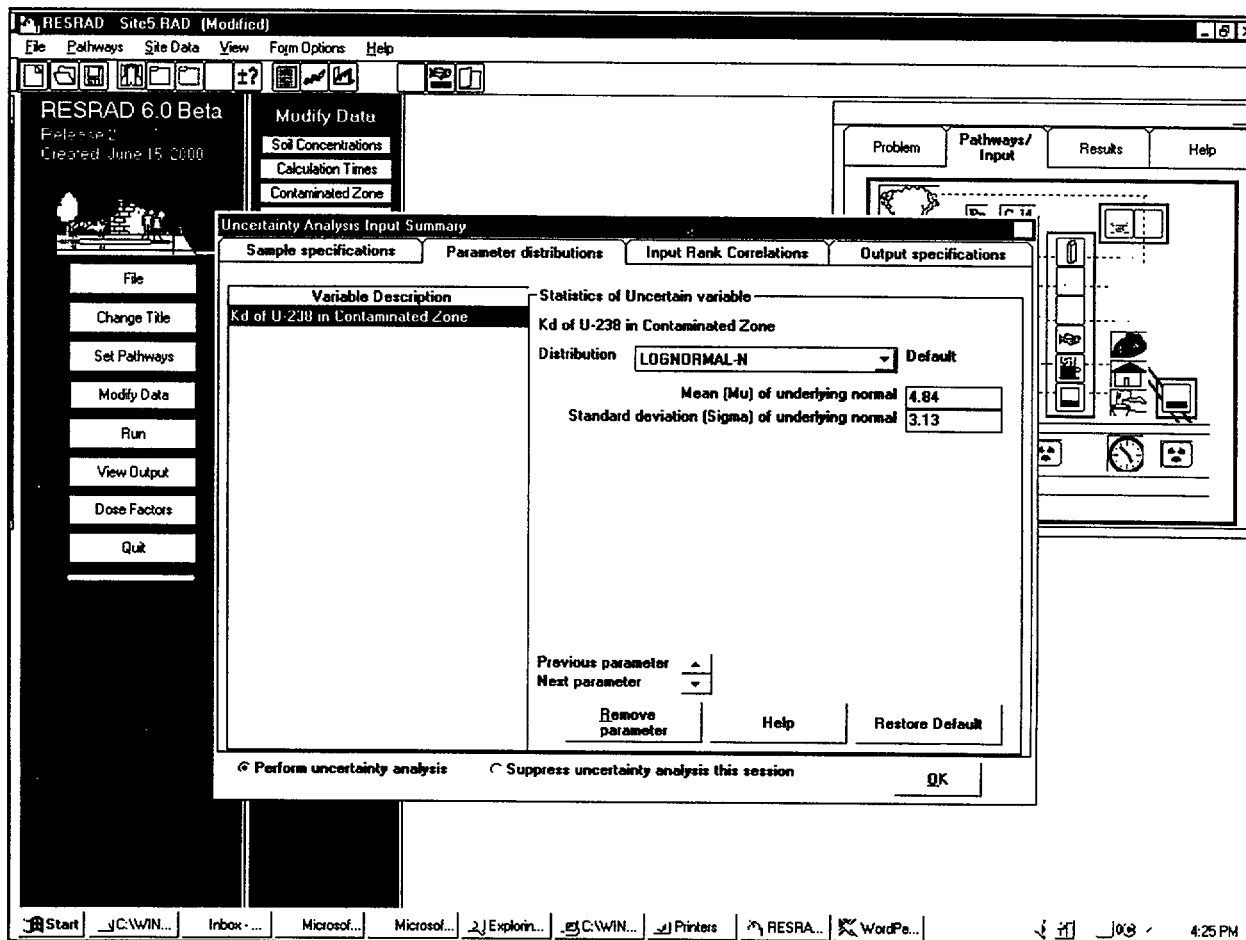 RESRAD Site5.RAD (Modified)
File Pathways Site Data View Form Options Help
±?
RESRAD 6.0 Beta
Release 2
Created: June 15 2000
File
Change Title
Set Pathways
Modify Data
Run
View Output
Dose Factors
Quit
Modify Data
Soil Concentrations
Calculation Times
Contaminated Zone
Problem Pathways/ Input Results Help
C-14
Uncertainty Analysis Input Summary
Sample specifications Parameter distributions Input Rank Correlations Output specifications
Variable Description
Kd of U-238 in Contaminated Zone
Statistics of Uncertain variable
Kd of U-238 in Contaminated Zone
Distribution LOGNORMAL-N Default
Mean (Mu) of underlying normal 4.84
Standard deviation (Sigma) of underlying normal 3.13
Previous parameter
Next parameter
Remove parameter Help Restore Default
Perform uncertainty analysis Suppress uncertainty analysis this session
OK
Start C:\WIN... Inbox - ... Microsof... Microsof... Explorin... C:\WIN... Printers RESRA... WordPe... 4:25 PM